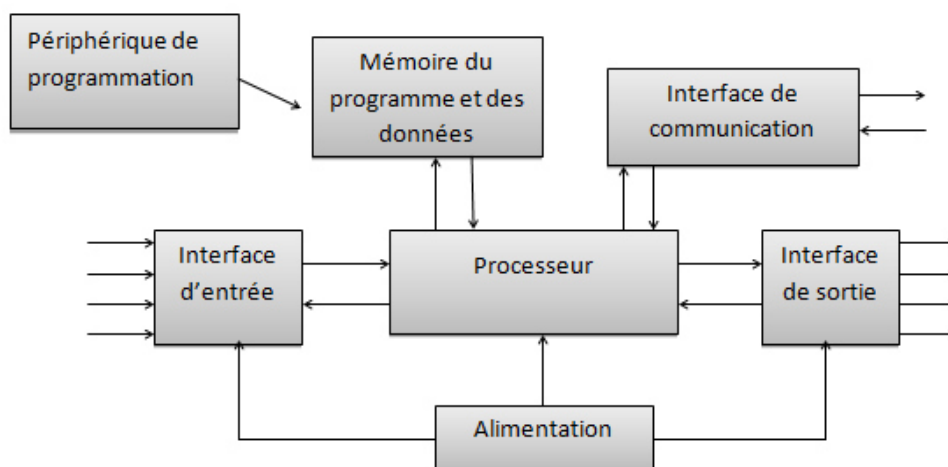 Périphérique de
programmation
Mémoire du
programme et des
données
Interface de
communication
Interface
d'entrée
Processeur
Interface
de sortie
Alimentation